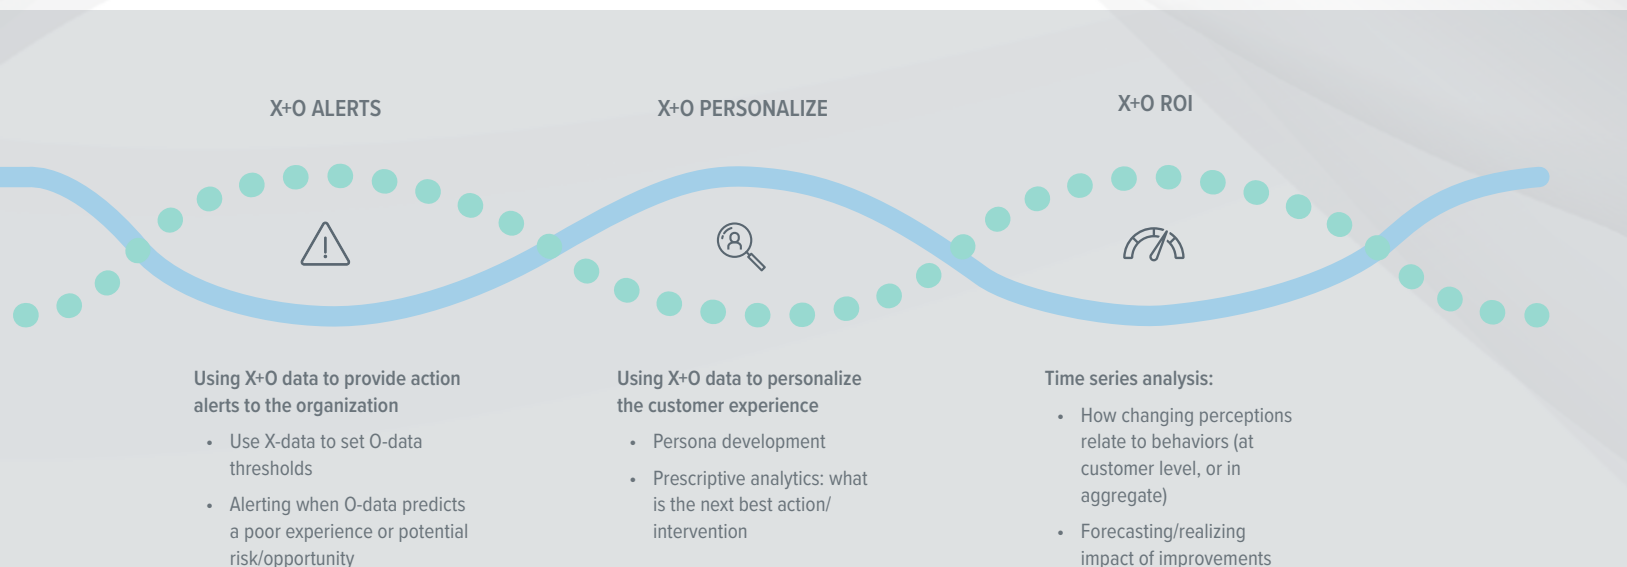 X+O ALERTS
Using X+O data to provide action
alerts to the organization
• Use X-data to set O-data
thresholds
• Alerting when O-data predicts
a poor experience or potential
risk/opportunity
X+O PERSONALIZE
Using X+O data to personalize
the customer experience
• Persona development
• Prescriptive analytics: what
is the next best action/
intervention
X+O ROI
Time series analysis:
• How changing perceptions
relate to behaviors (at
customer level, or in
aggregate)
• Forecasting/realizing
impact of improvements